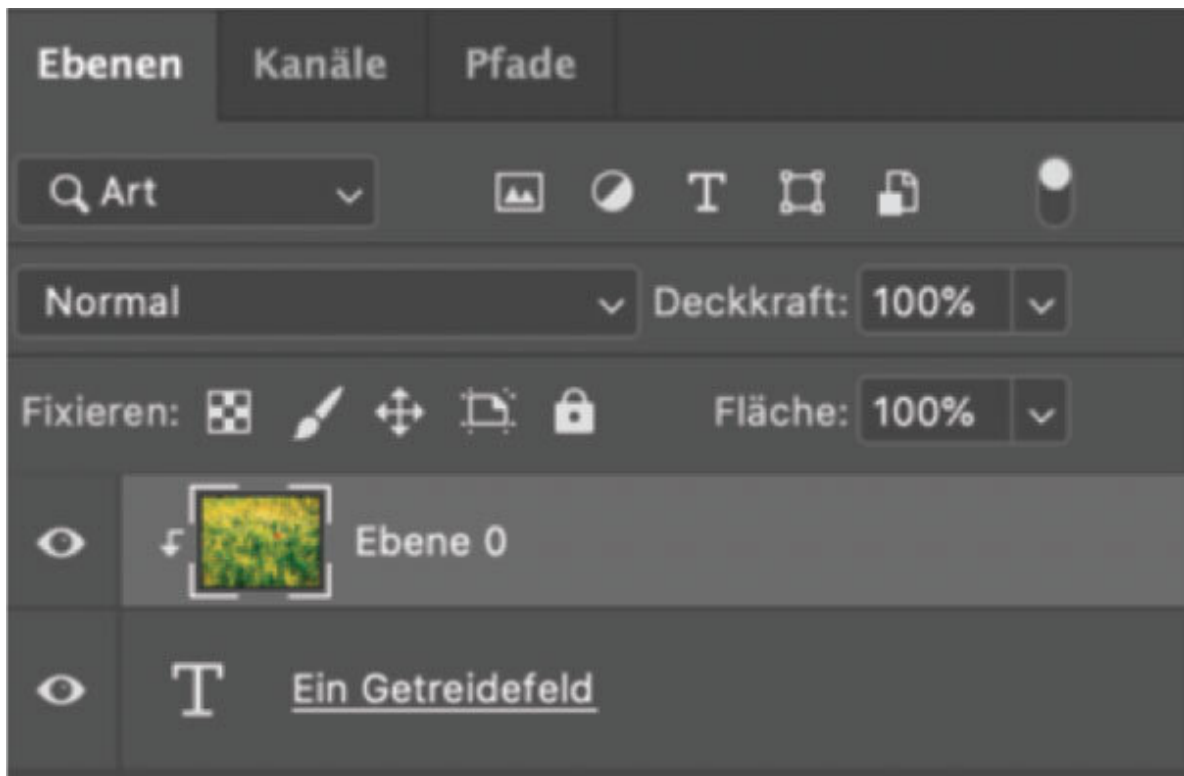 Ebenen Kanäle Pfade
Art
Normal Deckkraft: 100%
Fixieren: Fläche: 100%
Ebene 0
Ein Getreidefeld